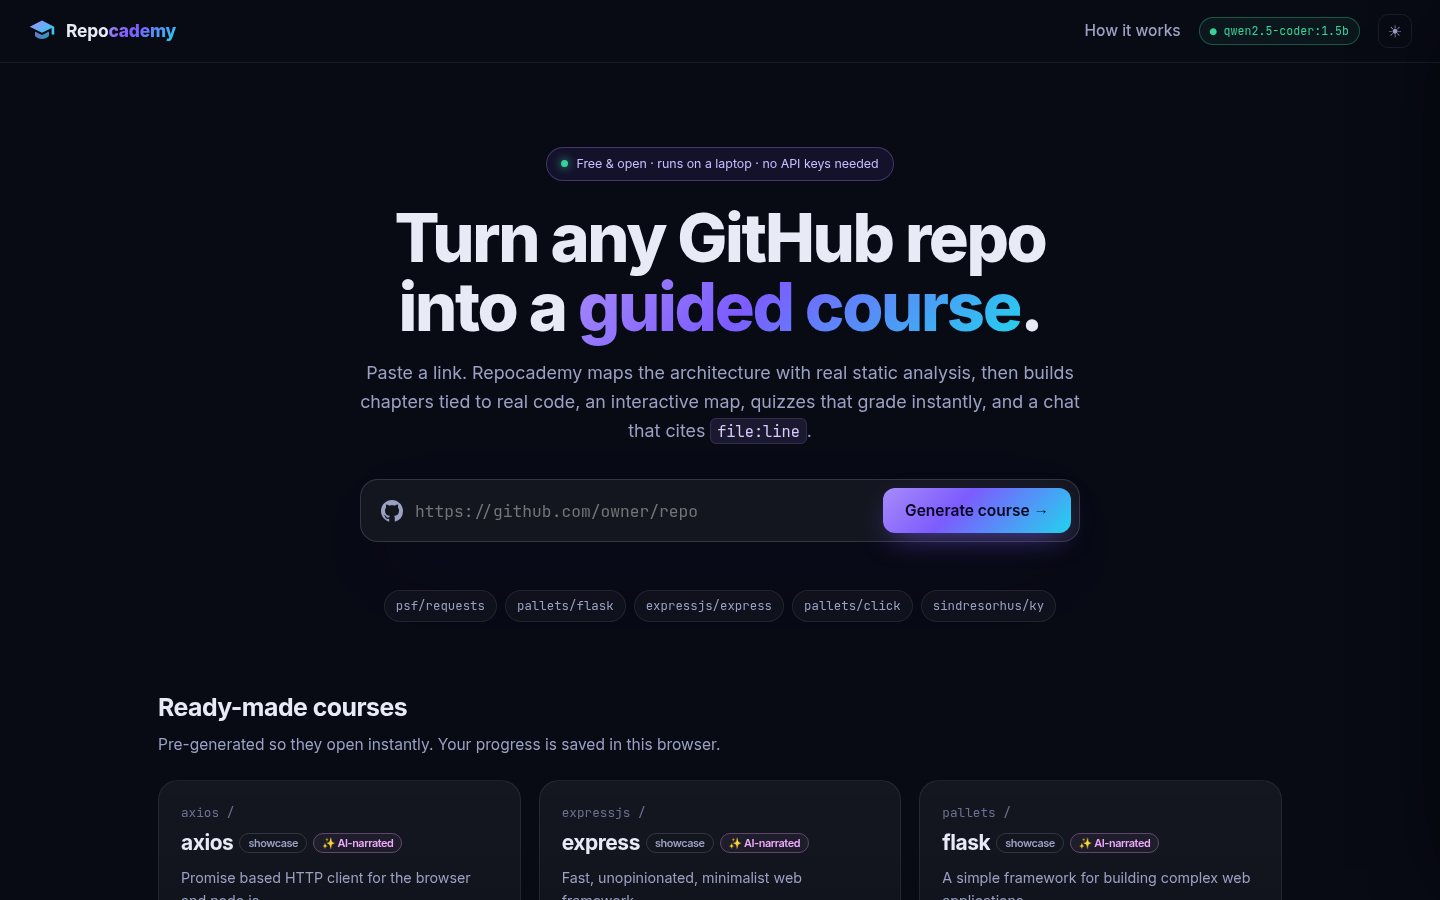 Repocademy
How it works
qwen2.5-coder:1.5b
Free & open · runs on a laptop · no API keys needed
Turn any GitHub repo
into a guided course.
Paste a link. Repocademy maps the architecture with real static analysis, then builds
chapters tied to real code, an interactive map, quizzes that grade instantly, and a chat
that cites file:line.
https://github.com/owner/repo
Generate course →
psf/requests
pallets/flask
expressjs/express
pallets/click
sindresorhus/ky
Ready-made courses
Pre-generated so they open instantly. Your progress is saved in this browser.
axios /
axios showcase ✨ AI-narrated
Promise based HTTP client for the browser
and node.js
expressjs /
express showcase ✨ AI-narrated
Fast, unopinionated, minimalist web
framework
pallets /
flask showcase ✨ AI-narrated
A simple framework for building complex web
applications